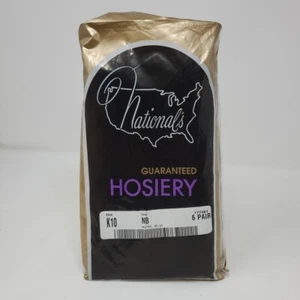 Nationals
GUARANTEED
HOSIERY
K10 NB 6 PAIR